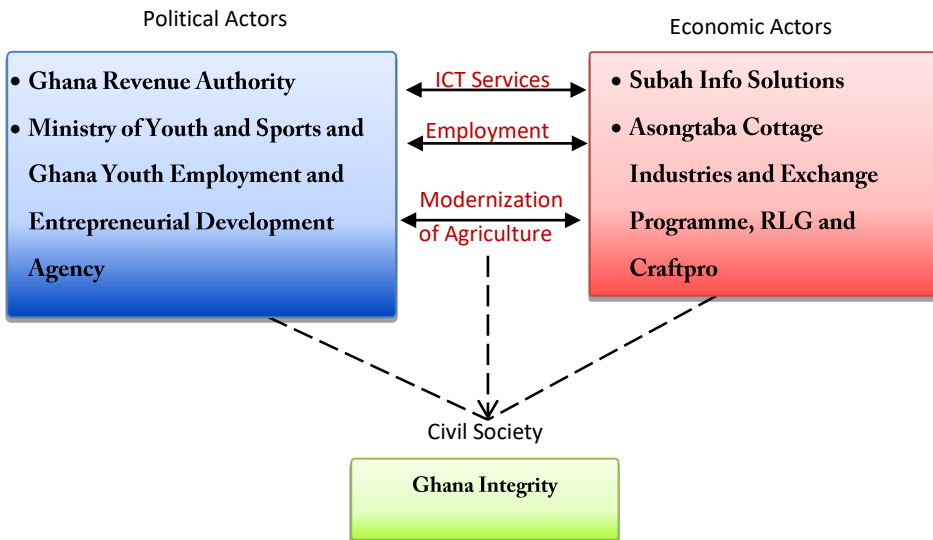 Political Actors
Economic Actors
• Ghana Revenue Authority
• Ministry of Youth and Sports and
Ghana Youth Employment and
Entrepreneurial Development
Agency
ICT Services
Employment
Modernization
of Agriculture
• Subah Info Solutions
• Asongtaba Cottage
Industries and Exchange
Programme, RLG and
Craftpro
Civil Society
Ghana Integrity